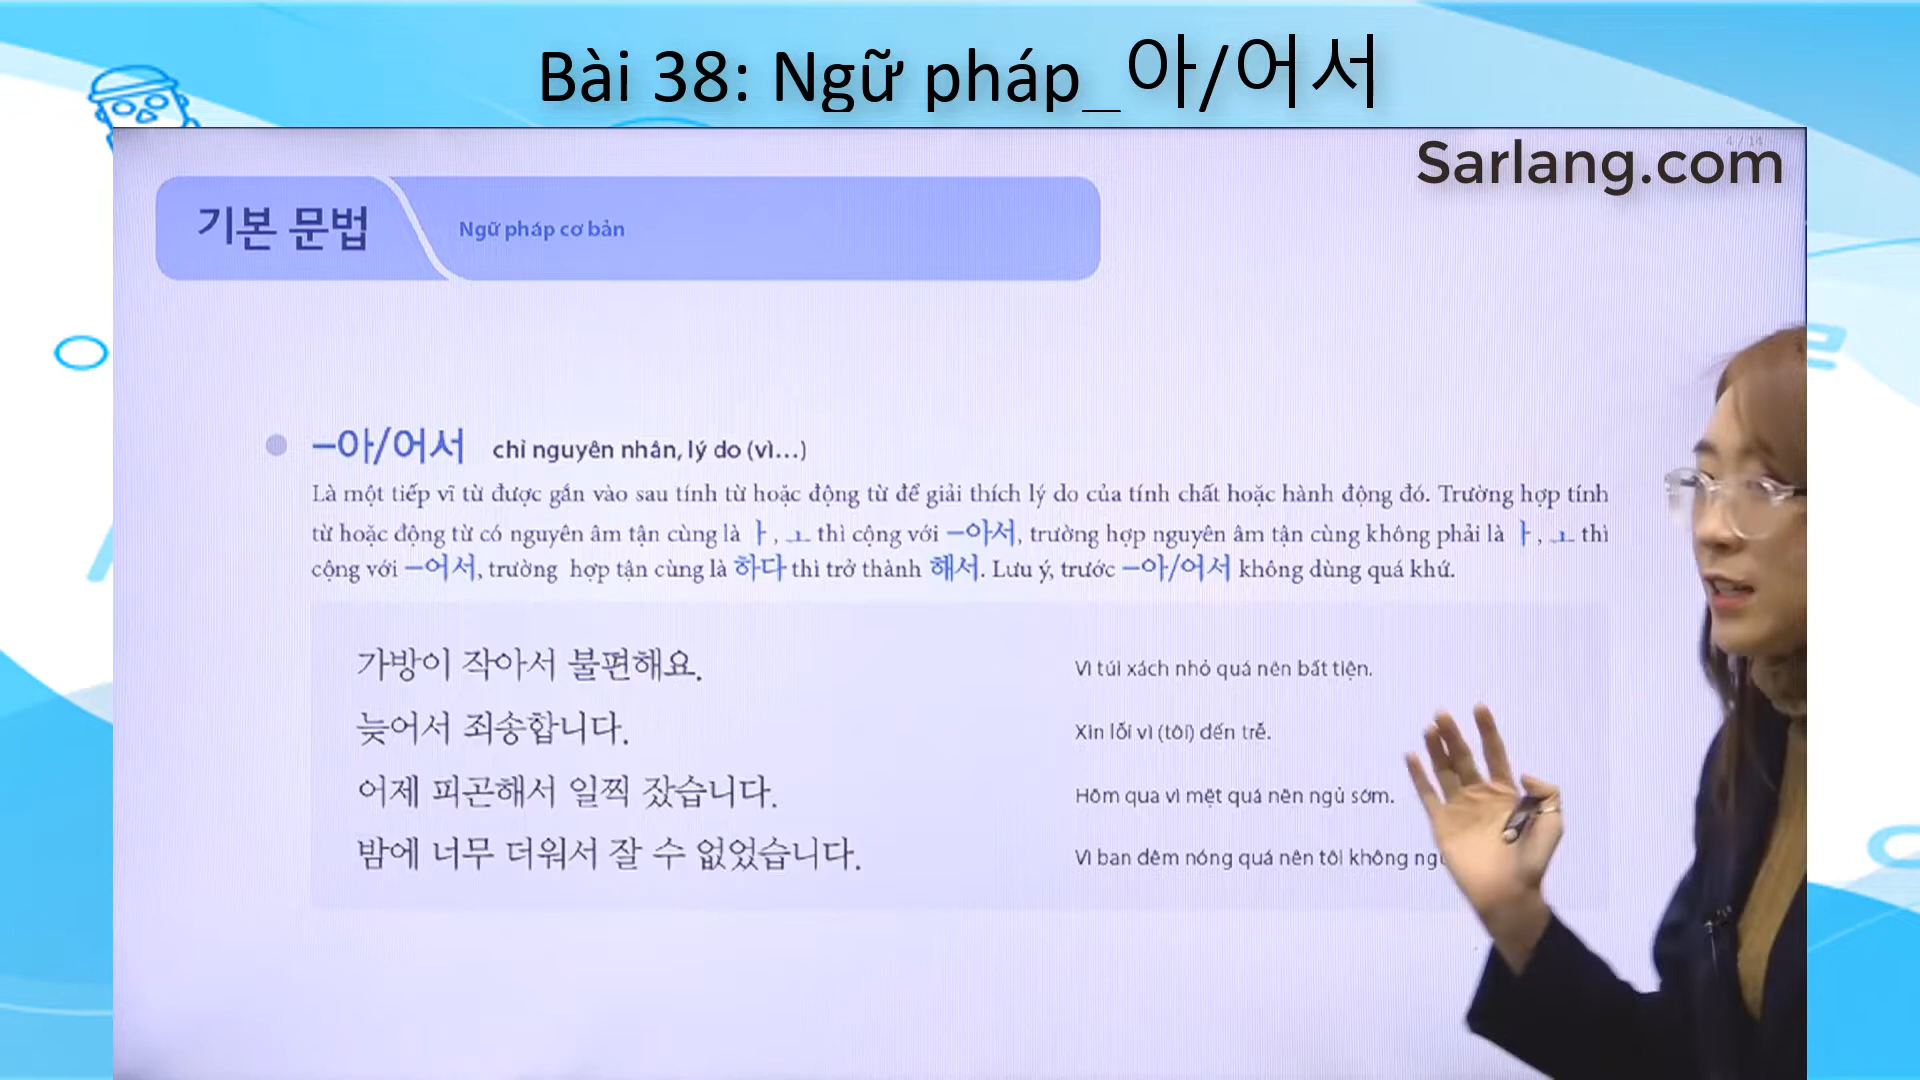 Bài 38: Ngữ pháp_아/어서
Sarlang.com
4 / 14
기본 문법
Ngữ pháp cơ bản
–아/어서 chỉ nguyên nhân, lý do (vì...)
Là một tiếp vĩ từ được gắn vào sau tính từ hoặc động từ để giải thích lý do của tính chất hoặc hành động đó. Trường hợp tính
từ hoặc động từ có nguyên âm tận cùng là ㅏ, ㅗ thì cộng với –아서, trường hợp nguyên âm tận cùng không phải là ㅏ, ㅗ thì
cộng với –어서, trường hợp tận cùng là 하다 thì trở thành 해서. Lưu ý, trước –아/어서 không dùng quá khứ.
가방이 작아서 불편해요. Vì túi xách nhỏ quá nên bất tiện.
늦어서 죄송합니다. Xin lỗi vì (tôi) đến trễ.
어제 피곤해서 일찍 잤습니다. Hôm qua vì mệt quá nên ngủ sớm.
밤에 너무 더워서 잘 수 없었습니다. Vì ban đêm nóng quá nên tôi không